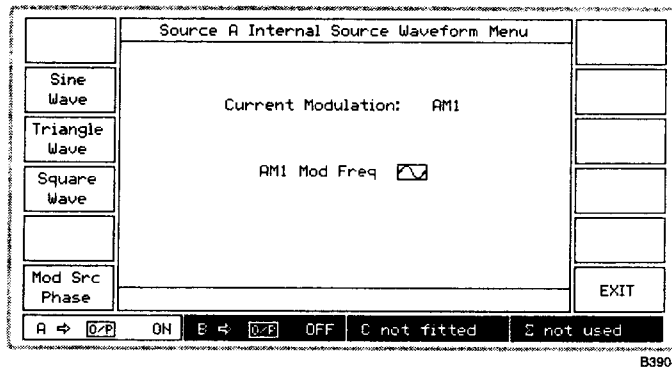 Source A Internal Source Waveform Menu
Sine
Wave
Triangle
Wave
Square
Wave
Mod Src
Phase
Current Modulation: AM1
AM1 Mod Freq
EXIT
A ⇨ O/P ON
B ⇨ O/P OFF
C not fitted
Σ not used
B390